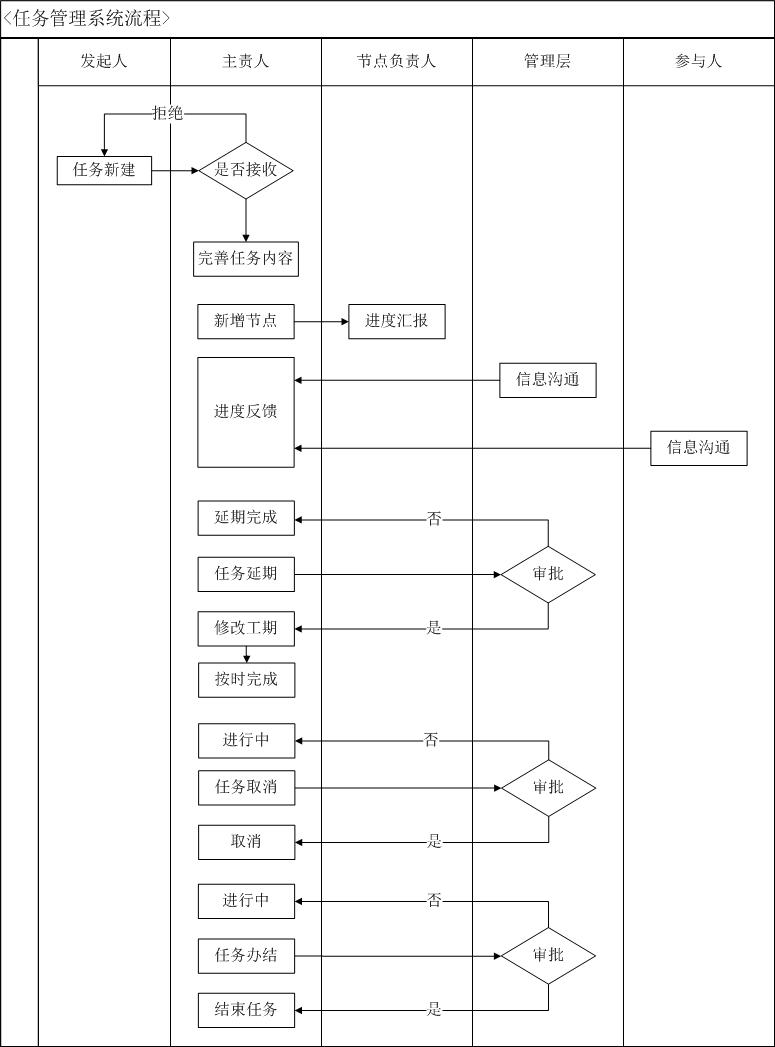 <任务管理系统流程>
发起人
主责人
节点负责人
管理层
参与人
拒绝
任务新建
是否接收
完善任务内容
新增节点
进度汇报
进度反馈
信息沟通
信息沟通
延期完成
否
任务延期
审批
修改工期
是
按时完成
进行中
否
任务取消
审批
取消
是
进行中
否
任务办结
审批
结束任务
是